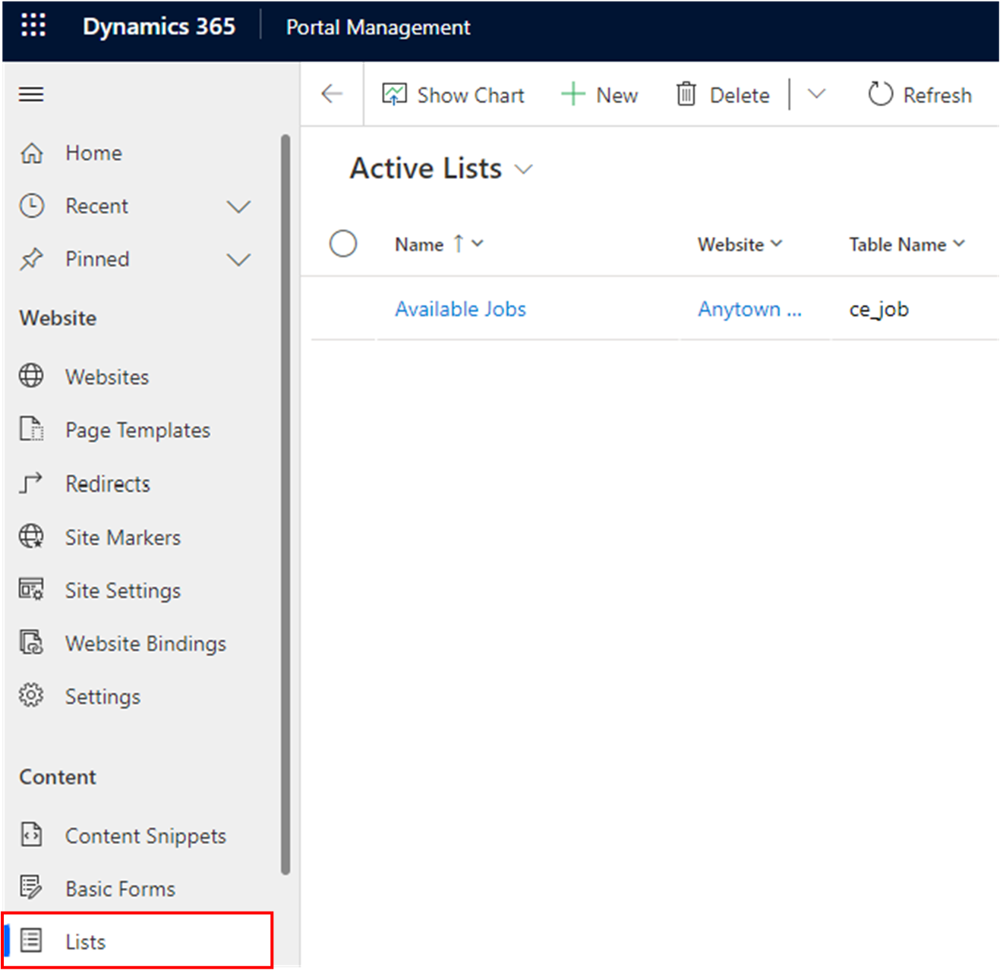 Dynamics 365 Portal Management
Show Chart New Delete Refresh
Home
Recent
Pinned
Website
Websites
Page Templates
Redirects
Site Markers
Site Settings
Website Bindings
Settings
Content
Content Snippets
Basic Forms
Lists
Active Lists
Name Website Table Name
Available Jobs Anytown ... ce_job